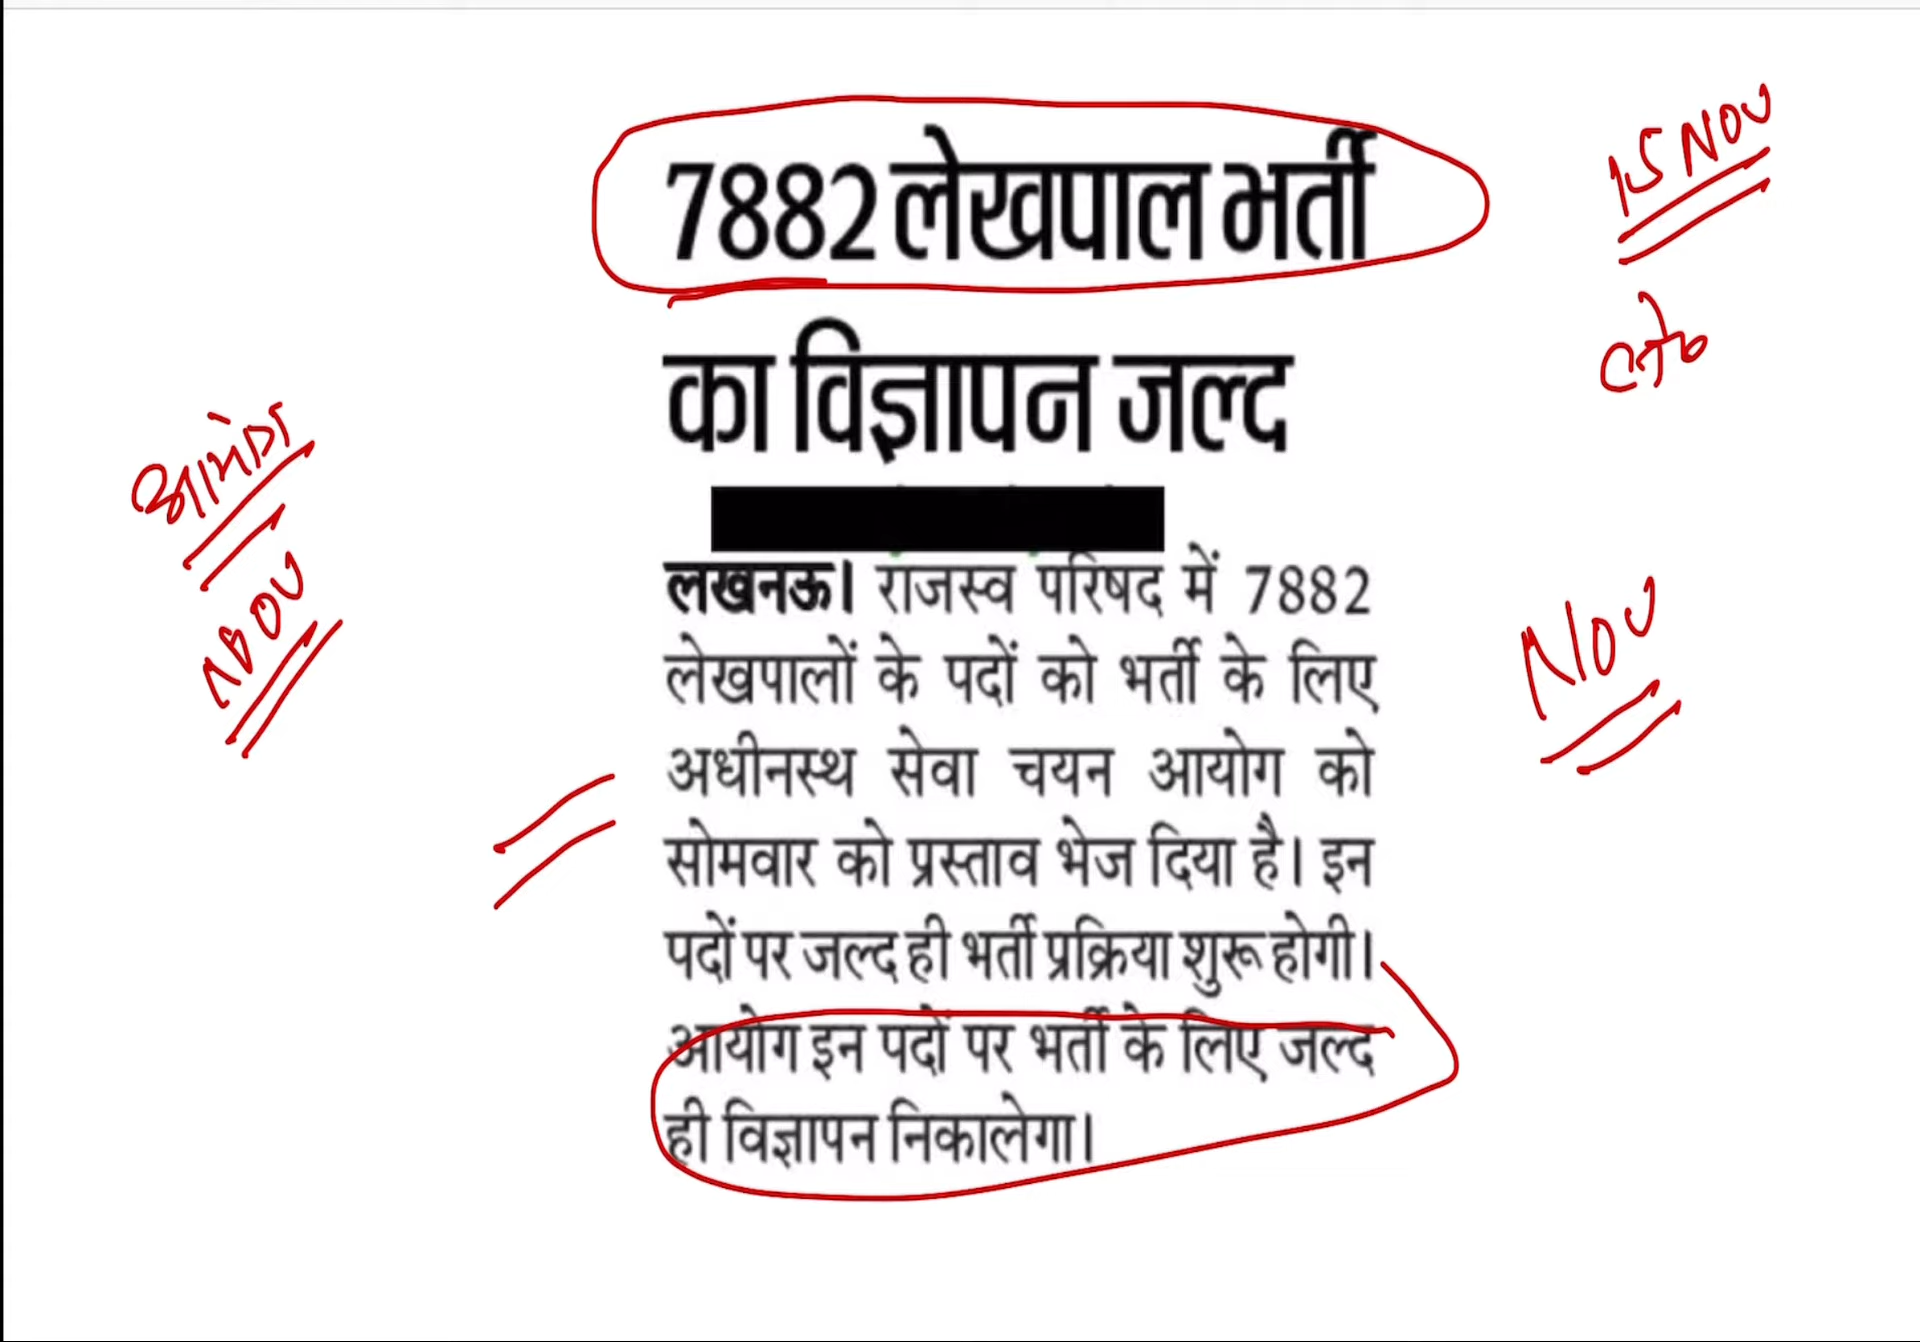 7882 लेखपाल भर्ती
का विज्ञापन जल्द
लखनऊ। राजस्व परिषद में 7882
लेखपालों के पदों को भर्ती के लिए
अधीनस्थ सेवा चयन आयोग को
सोमवार को प्रस्ताव भेज दिया है। इन
पदों पर जल्द ही भर्ती प्रक्रिया शुरू होगी।
आयोग इन पदों पर भर्ती के लिए जल्द
ही विज्ञापन निकालेगा।
15 NOV
NOV
NOV